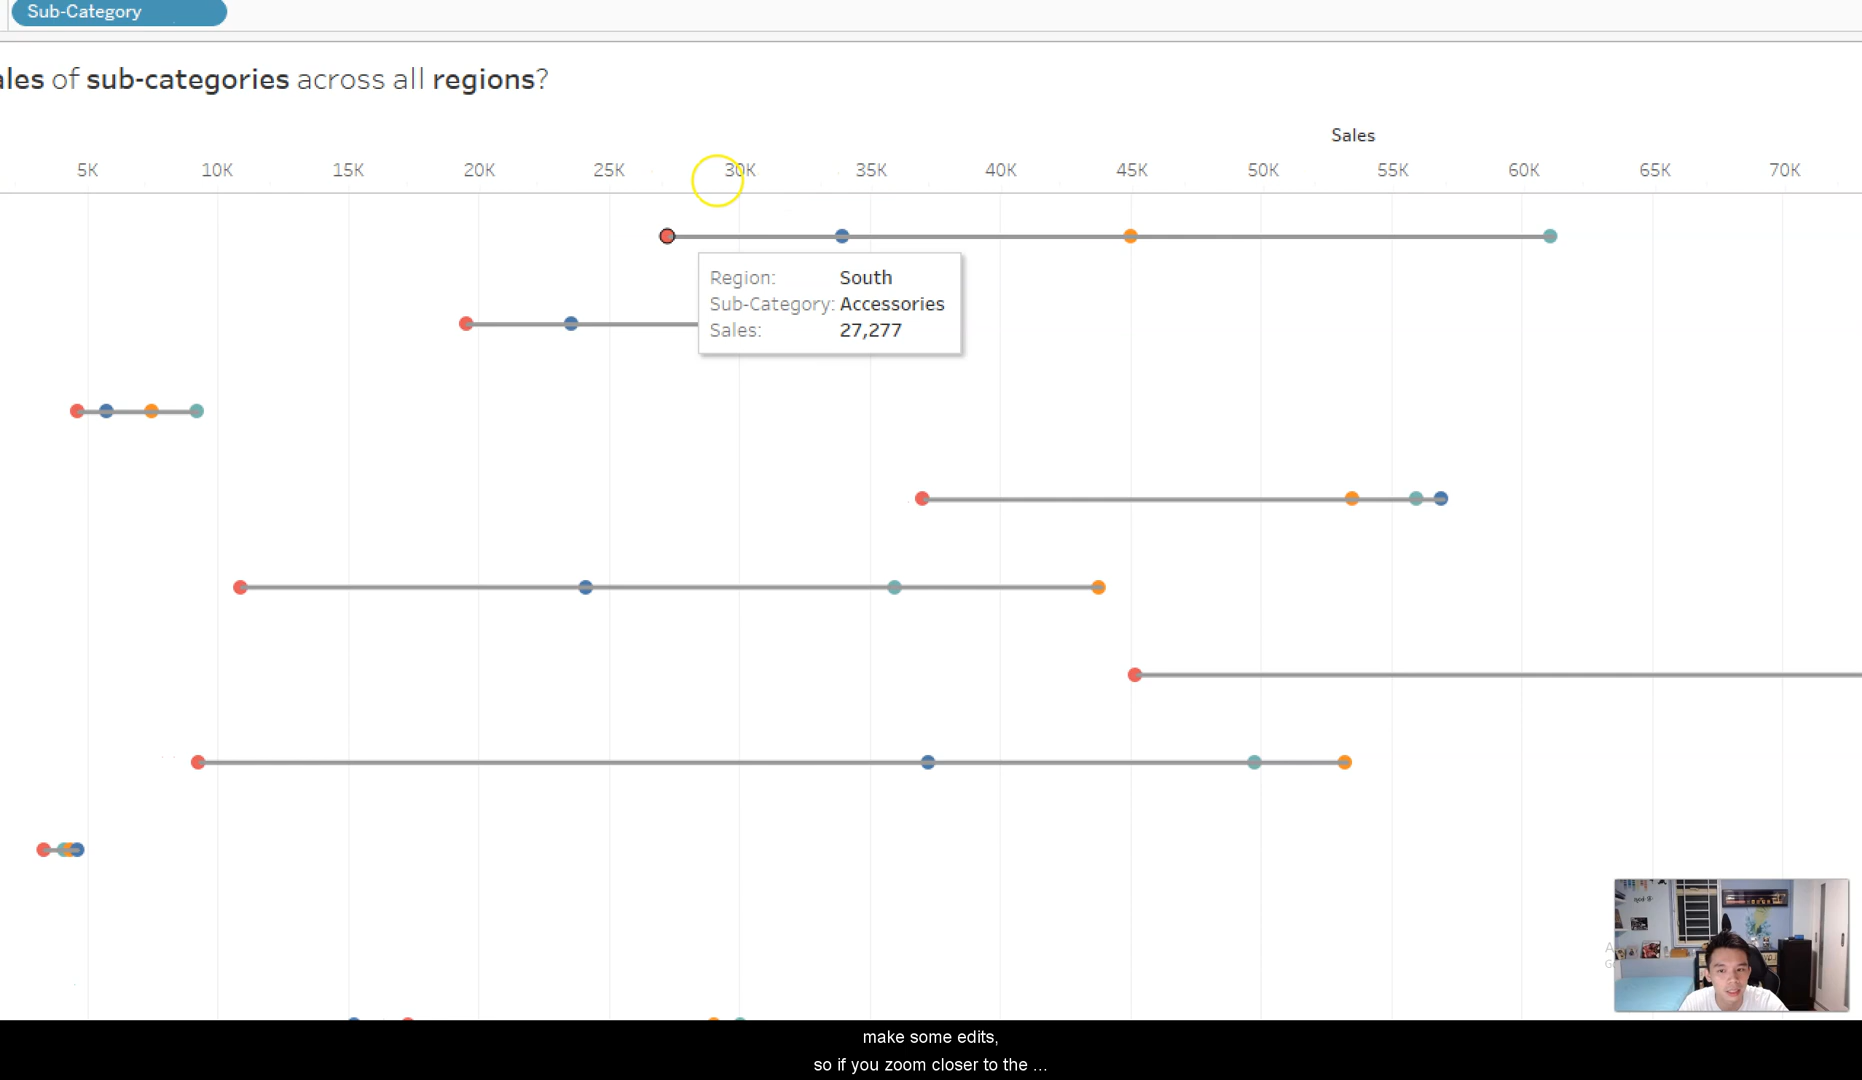 Sub-Category
ales of sub-categories across all regions?
Sales
5K 10K 15K 20K 25K 30K 35K 40K 45K 50K 55K 60K 65K 70K
Region: South
Sub-Category: Accessories
Sales: 27,277
make some edits,
so if you zoom closer to the ...